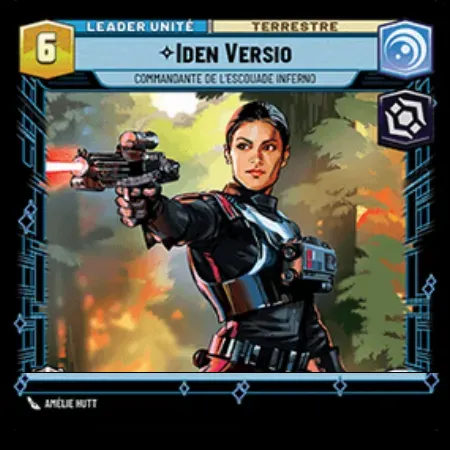 LEADER UNITÉ
TERRESTRE
6
Iden Versio
COMMANDANTE DE L'ESCOUADE INFERNO
AMÉLIE HUTT